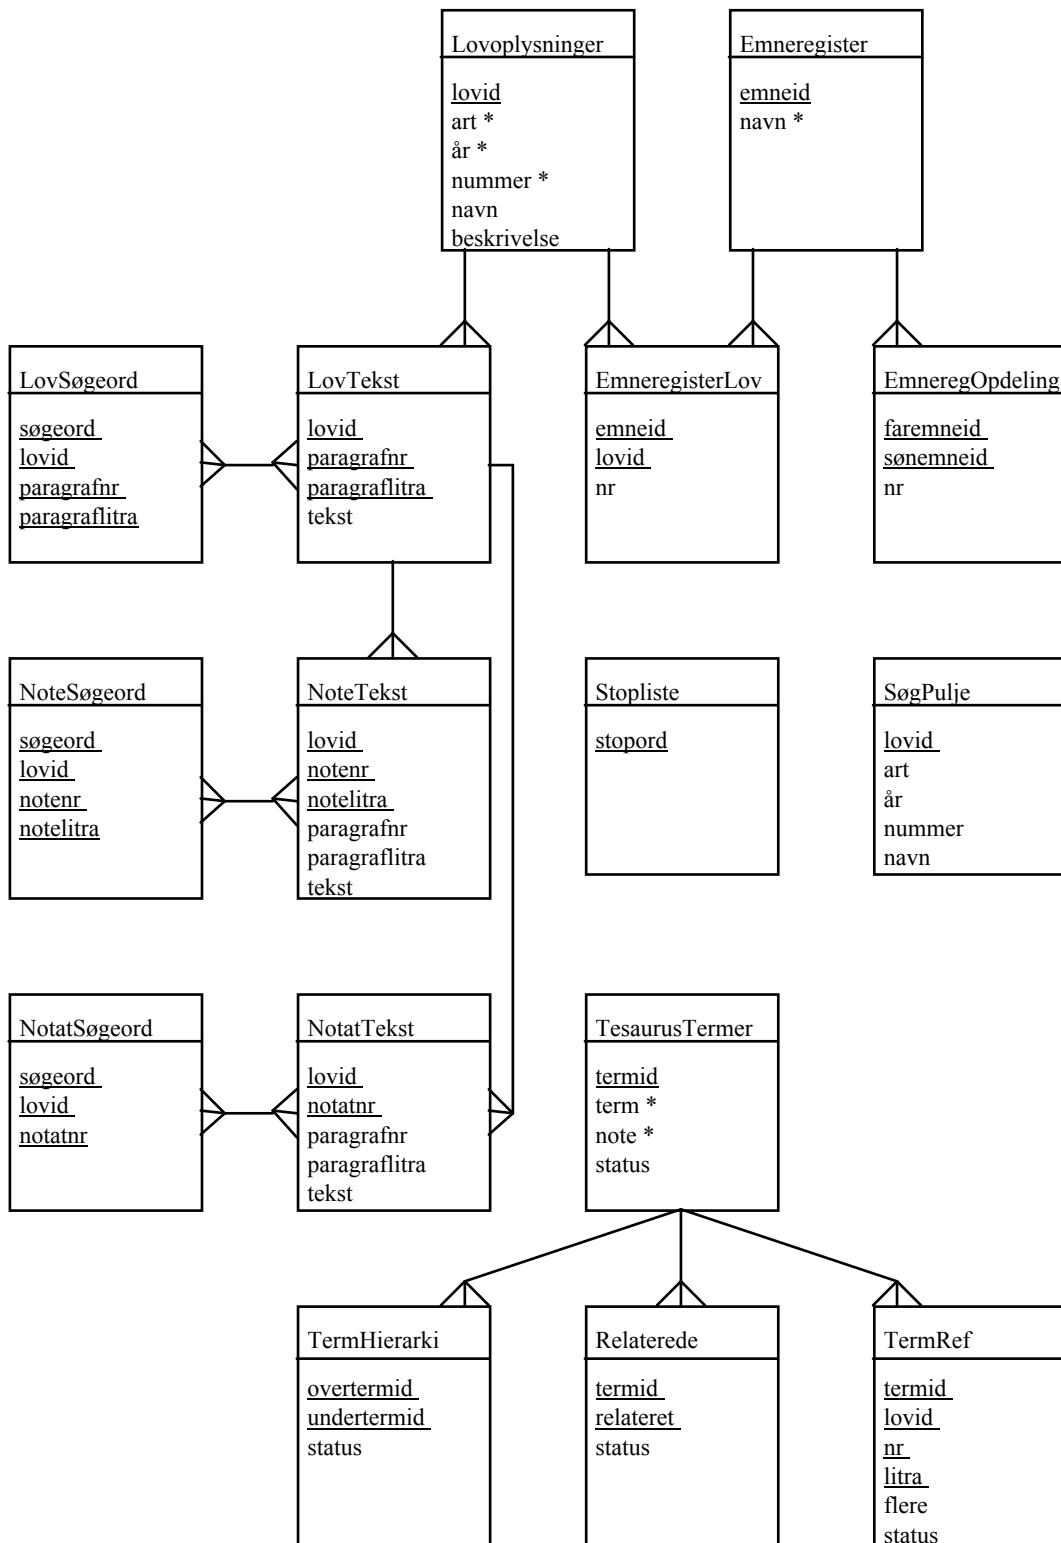 Lovoplysninger
lovid
art *
år *
nummer *
navn
beskrivelse
Emneregister
emneid
navn *
LovSøgeord
søgeord
lovid
paragrafnr
paragraflitra
LovTekst
lovid
paragrafnr
paragraflitra
tekst
EmneregisterLov
emneid
lovid
nr
EmneregOpdeling
faremneid
sønemneid
nr
NoteSøgeord
søgeord
lovid
notenr
notelitra
NoteTekst
lovid
notenr
notelitra
paragrafnr
paragraflitra
tekst
Stopliste
stopord
SøgPulje
lovid
art
år
nummer
navn
NotatSøgeord
søgeord
lovid
notatnr
NotatTekst
lovid
notatnr
paragrafnr
paragraflitra
tekst
TesaurusTermer
termid
term *
note *
status
TermHierarki
overtermid
undertermid
status
Relaterede
termid
relateret
status
TermRef
termid
lovid
nr
litra
flere
status